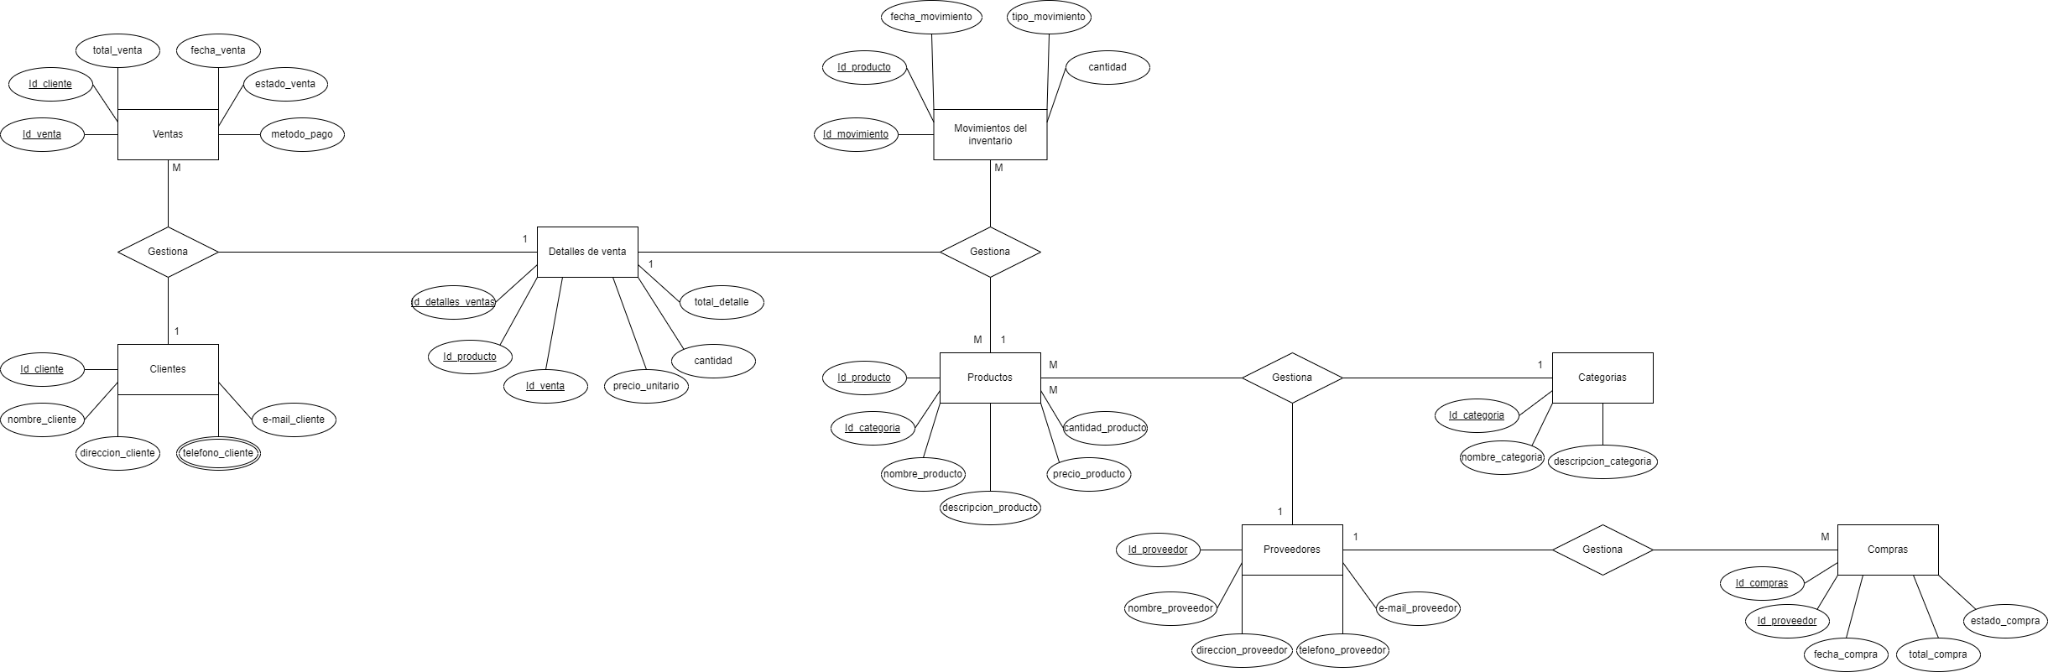 fecha_movimiento
tipo_movimiento
total_venta
fecha_venta
Id_producto
cantidad
Id_cliente
estado_venta
Id_venta
Ventas
metodo_pago
Id_movimiento
Movimientos del
inventario
M
M
Gestiona
1
Detalles de venta
1
Gestiona
Id_detalles_ventas
total_detalle
1
M
1
Id_producto
cantidad
Id_venta
precio_unitario
Id_cliente
Clientes
nombre_cliente
e-mail_cliente
direccion_cliente
telefono_cliente
Id_producto
Productos
M
M
Gestiona
1
Categorias
Id_categoria
cantidad_producto
nombre_producto
precio_producto
descripcion_producto
Id_categoria
nombre_categoria
descripcion_categoria
1
Id_proveedor
Proveedores
1
Gestiona
M
Compras
nombre_proveedor
e-mail_proveedor
direccion_proveedor
telefono_proveedor
Id_compras
Id_proveedor
estado_compra
fecha_compra
total_compra